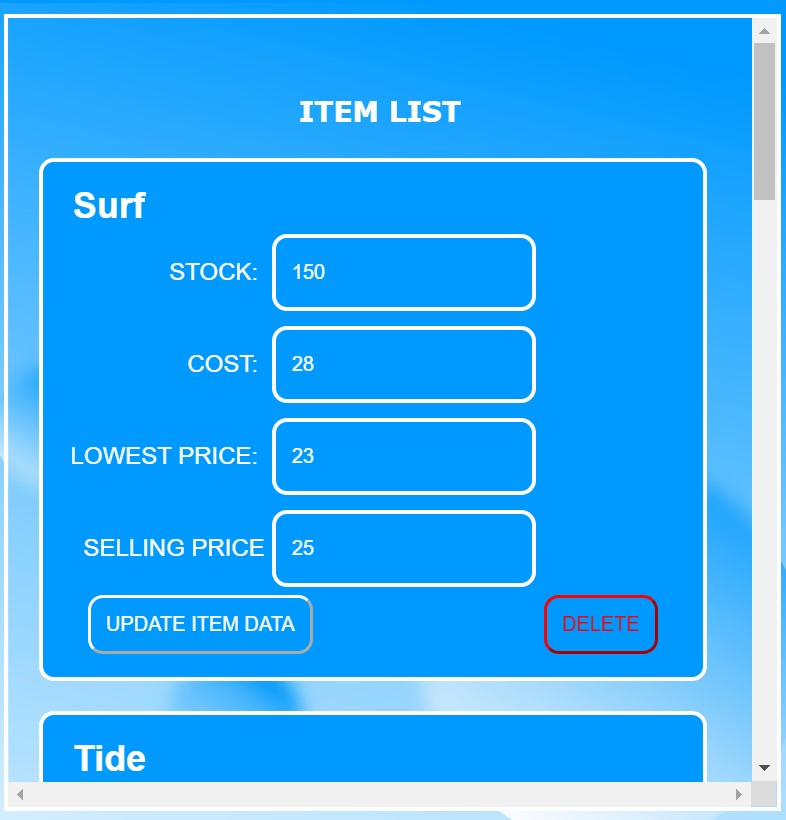 ITEM LIST
Surf
STOCK: 150
COST: 28
LOWEST PRICE: 23
SELLING PRICE 25
UPDATE ITEM DATA DELETE
Tide